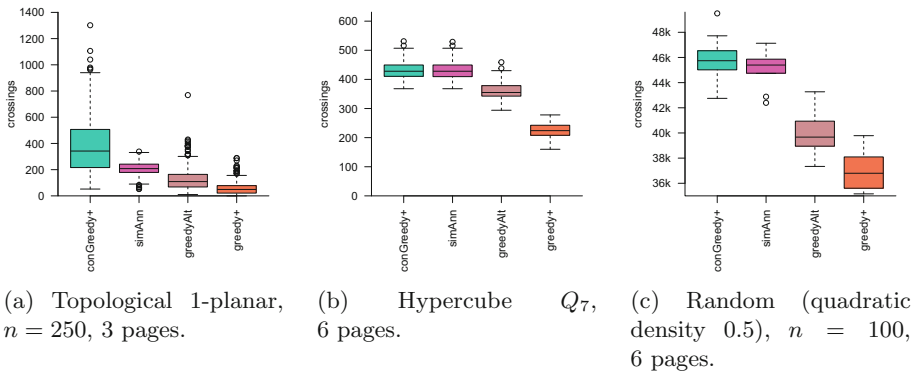 1400
1200
1000
800
600
400
200
0
crossings
conGreedy+
simAnn
greedyAlt
greedy+
600
500
400
300
200
100
0
crossings
conGreedy+
simAnn
greedyAlt
greedy+
48k
46k
44k
42k
40k
38k
36k
crossings
conGreedy+
simAnn
greedyAlt
greedy+
(a) Topological 1-planar,
n = 250, 3 pages.
(b) Hypercube Q7,
6 pages.
(c) Random (quadratic
density 0.5), n = 100,
6 pages.